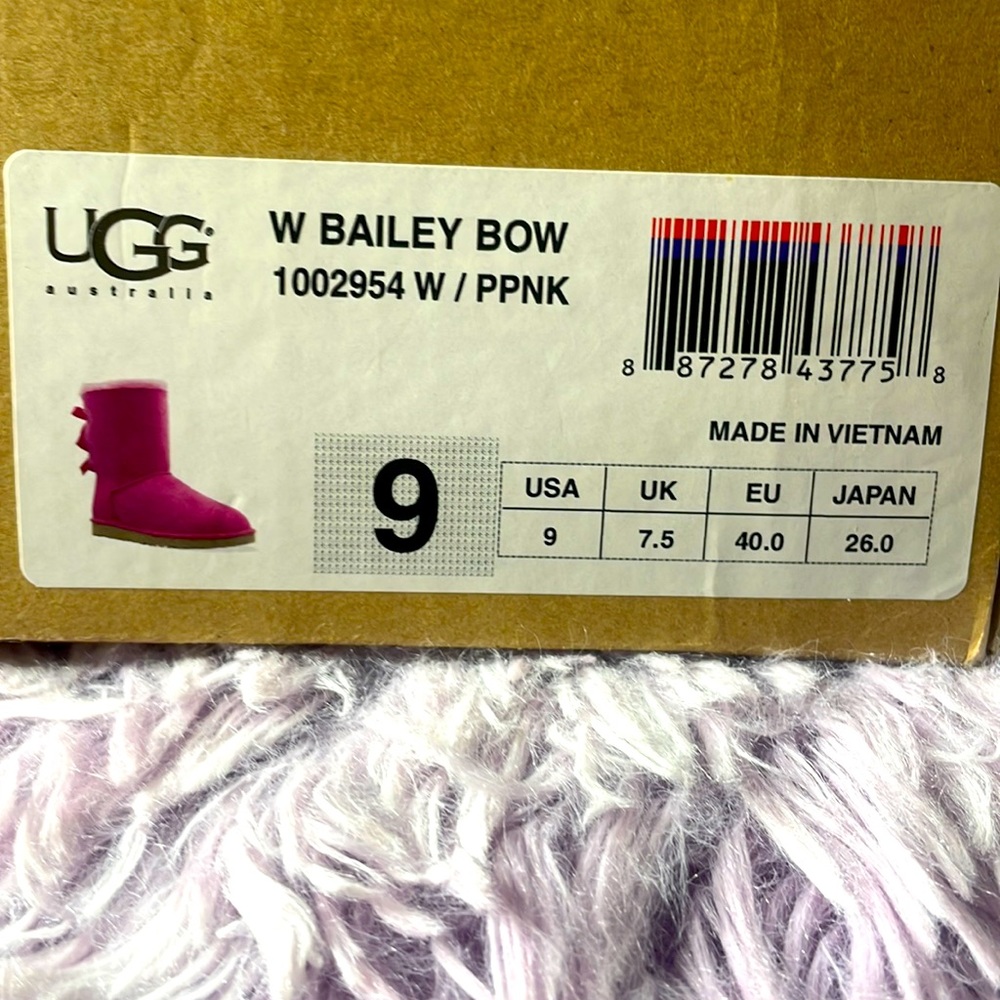 UGG
australia
W BAILEY BOW
1002954 W / PPNK
8 87278 43775 8
MADE IN VIETNAM
9
USA UK EU JAPAN
9 7.5 40.0 26.0